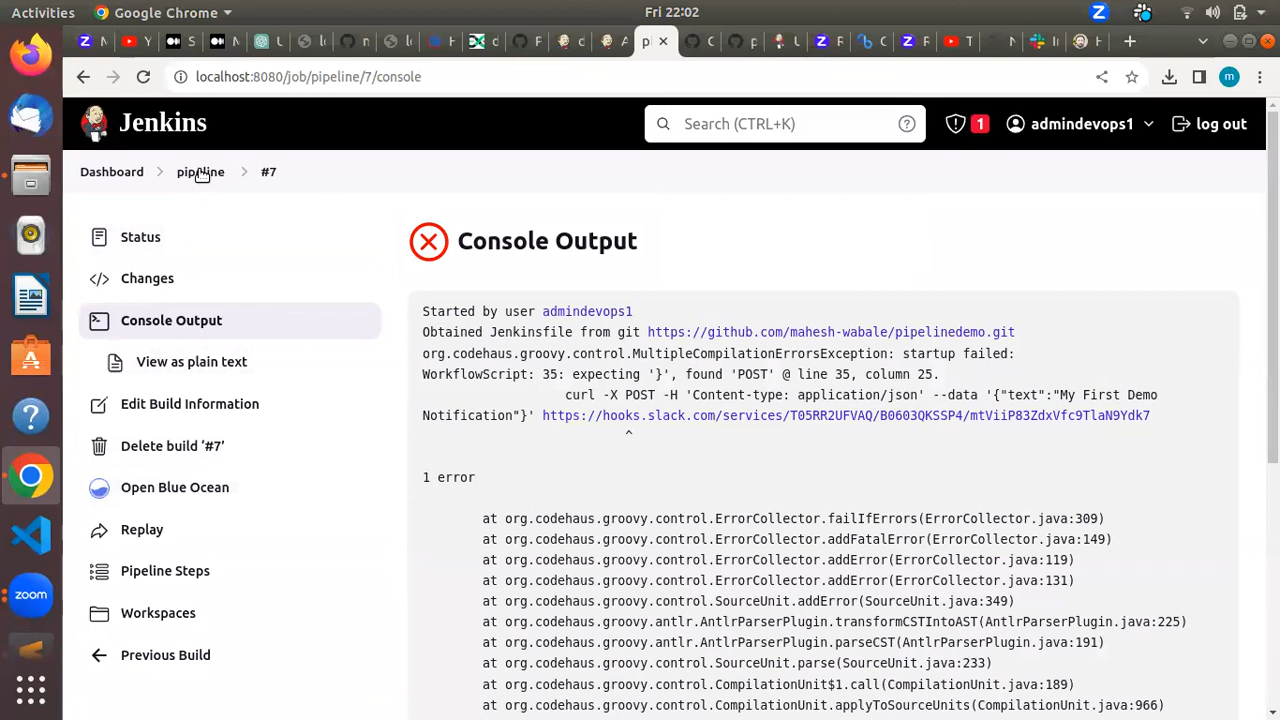 Activities Google Chrome Fri 22:02
localhost:8080/job/pipeline/7/console
m
Jenkins
Search (CTRL+K)
1
admindevops1
log out
Dashboard
#7
Status
Changes
Console Output
View as plain text
Edit Build Information
Delete build ‘#7’
Open Blue Ocean
Replay
Pipeline Steps
Workspaces
Previous Build
Console Output
Started by user admindevops1
Obtained Jenkinsfile from git https://github.com/mahesh-wabale/pipelinedemo.git
org.codehaus.groovy.control.MultipleCompilationErrorsException: startup failed:
WorkflowScript: 35: expecting '}', found 'POST' @ line 35, column 25.
curl -X POST -H 'Content-type: application/json' --data '{"text":"My First Demo
Notification"}' https://hooks.slack.com/services/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
^
1 error
at org.codehaus.groovy.control.ErrorCollector.failIfErrors(ErrorCollector.java:309)
at org.codehaus.groovy.control.ErrorCollector.addFatalError(ErrorCollector.java:149)
at org.codehaus.groovy.control.ErrorCollector.addError(ErrorCollector.java:119)
at org.codehaus.groovy.control.ErrorCollector.addError(ErrorCollector.java:131)
at org.codehaus.groovy.control.SourceUnit.addError(SourceUnit.java:349)
at org.codehaus.groovy.antlr.AntlrParserPlugin.transformCSTIntoAST(AntlrParserPlugin.java:225)
at org.codehaus.groovy.antlr.AntlrParserPlugin.parseCST(AntlrParserPlugin.java:191)
at org.codehaus.groovy.control.SourceUnit.parse(SourceUnit.java:233)
at org.codehaus.groovy.control.CompilationUnit$1.call(CompilationUnit.java:189)
at org.codehaus.groovy.control.CompilationUnit.applyToSourceUnits(CompilationUnit.java:966)
zoom